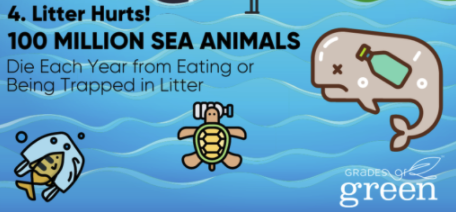 4. Litter Hurts!
100 MILLION SEA ANIMALS
Die Each Year from Eating or
Being Trapped in Litter
GRADES of
green